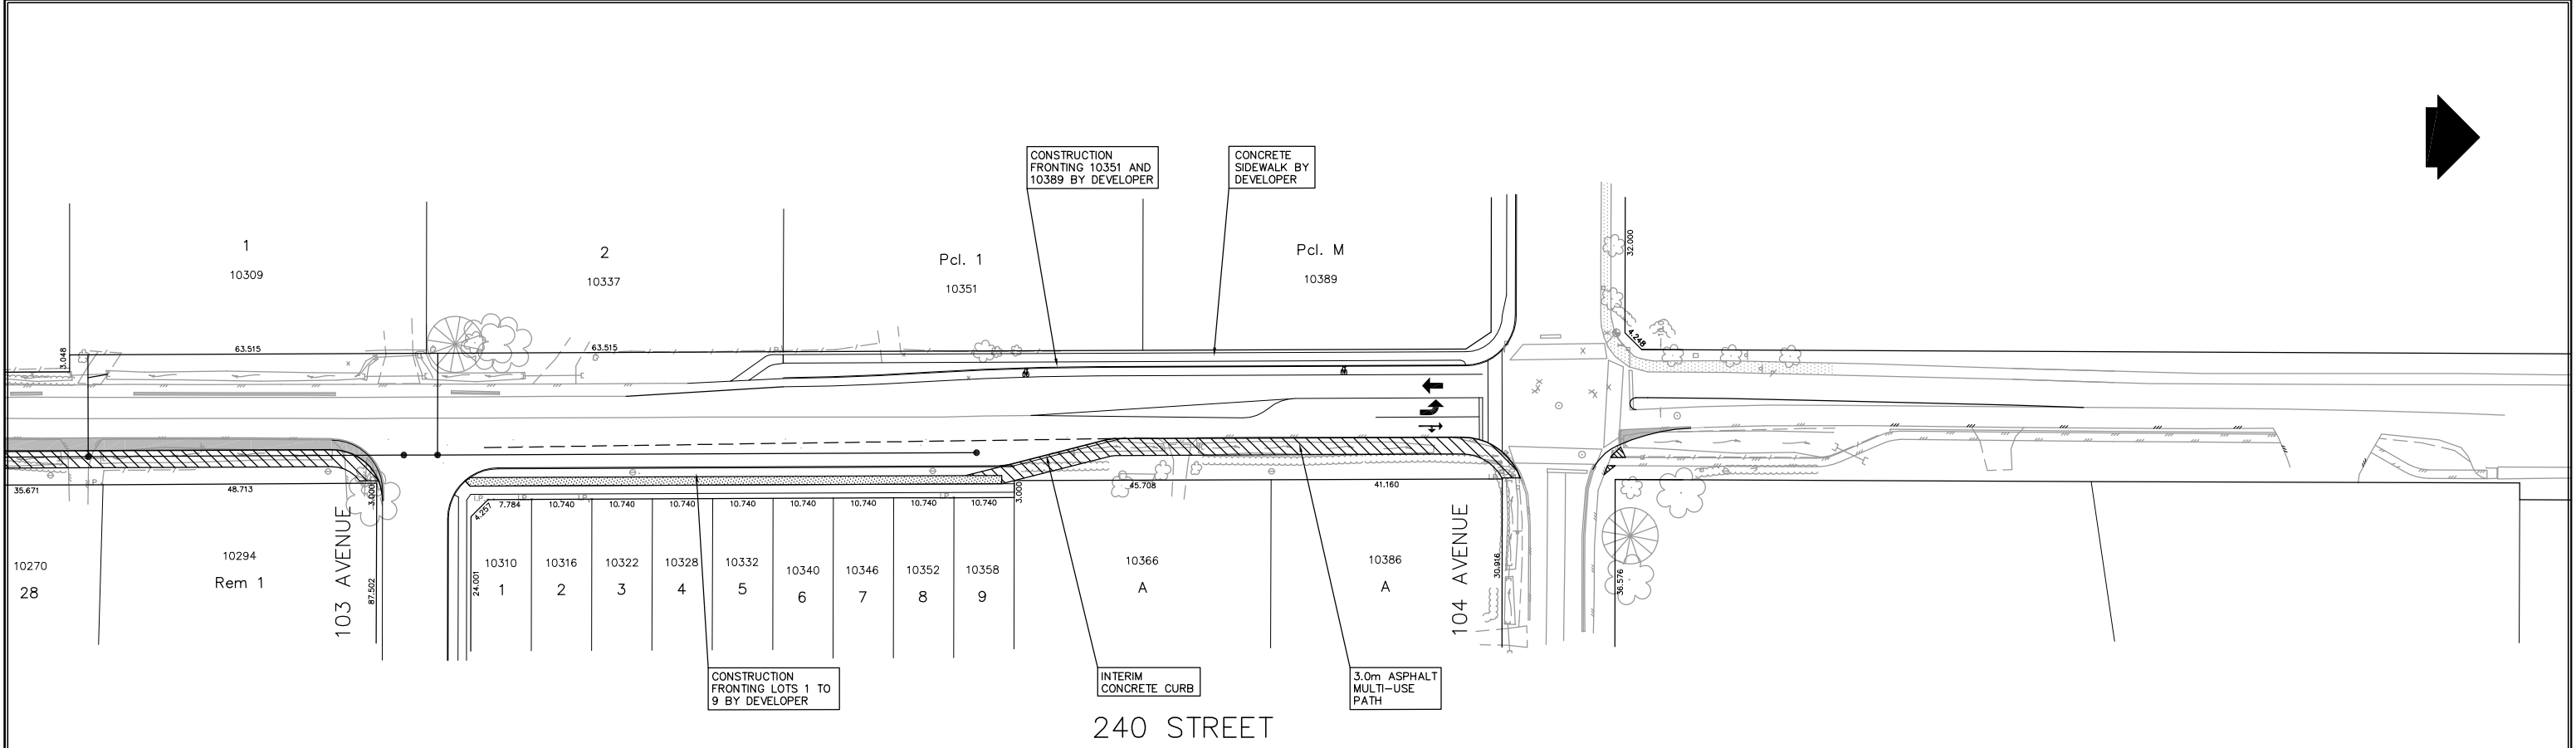 CONSTRUCTION
FRONTING 10351 AND
10389 BY DEVELOPER
CONCRETE
SIDEWALK BY
DEVELOPER
1
10309
2
10337
Pcl. 1
10351
Pcl. M
10389
32.000
4.248
3.048
63.515
63.515
35.671
48.713
3.000
4.257
7.784
10.740
10.740
10.740
10.740
10.740
10.740
10.740
10.740
3.000
45.708
41.160
103 AVENUE
87.502
24.001
104 AVENUE
30.916
36.576
10270
28
10294
Rem 1
10310
1
10316
2
10322
3
10328
4
10332
5
10340
6
10346
7
10352
8
10358
9
10366
A
10386
A
CONSTRUCTION
FRONTING LOTS 1 TO
9 BY DEVELOPER
INTERIM
CONCRETE CURB
3.0m ASPHALT
MULTI-USE
PATH
240 STREET